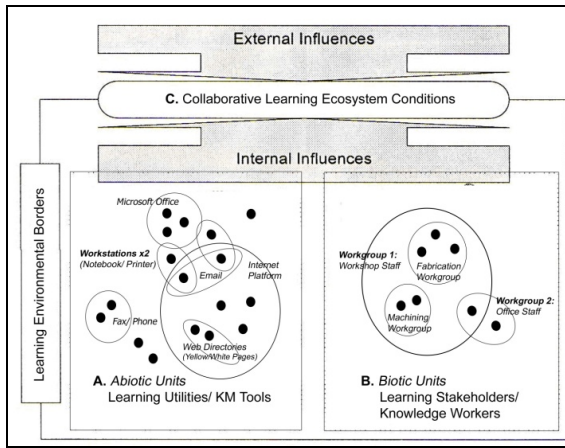 External Influences
C. Collaborative Learning Ecosystem Conditions
Internal Influences
Learning Environmental Borders
Microsoft Office
Workstations x2
(Notebook/ Printer)
Email
Internet
Platform
Fax/ Phone
Web Directories
(Yellow/White Pages)
A. Abiotic Units
Learning Utilities/ KM Tools
Workgroup 1:
Workshop Staff
Fabrication
Workgroup
Machining
Workgroup
Workgroup 2:
Office Staff
B. Biotic Units
Learning Stakeholders/
Knowledge Workers